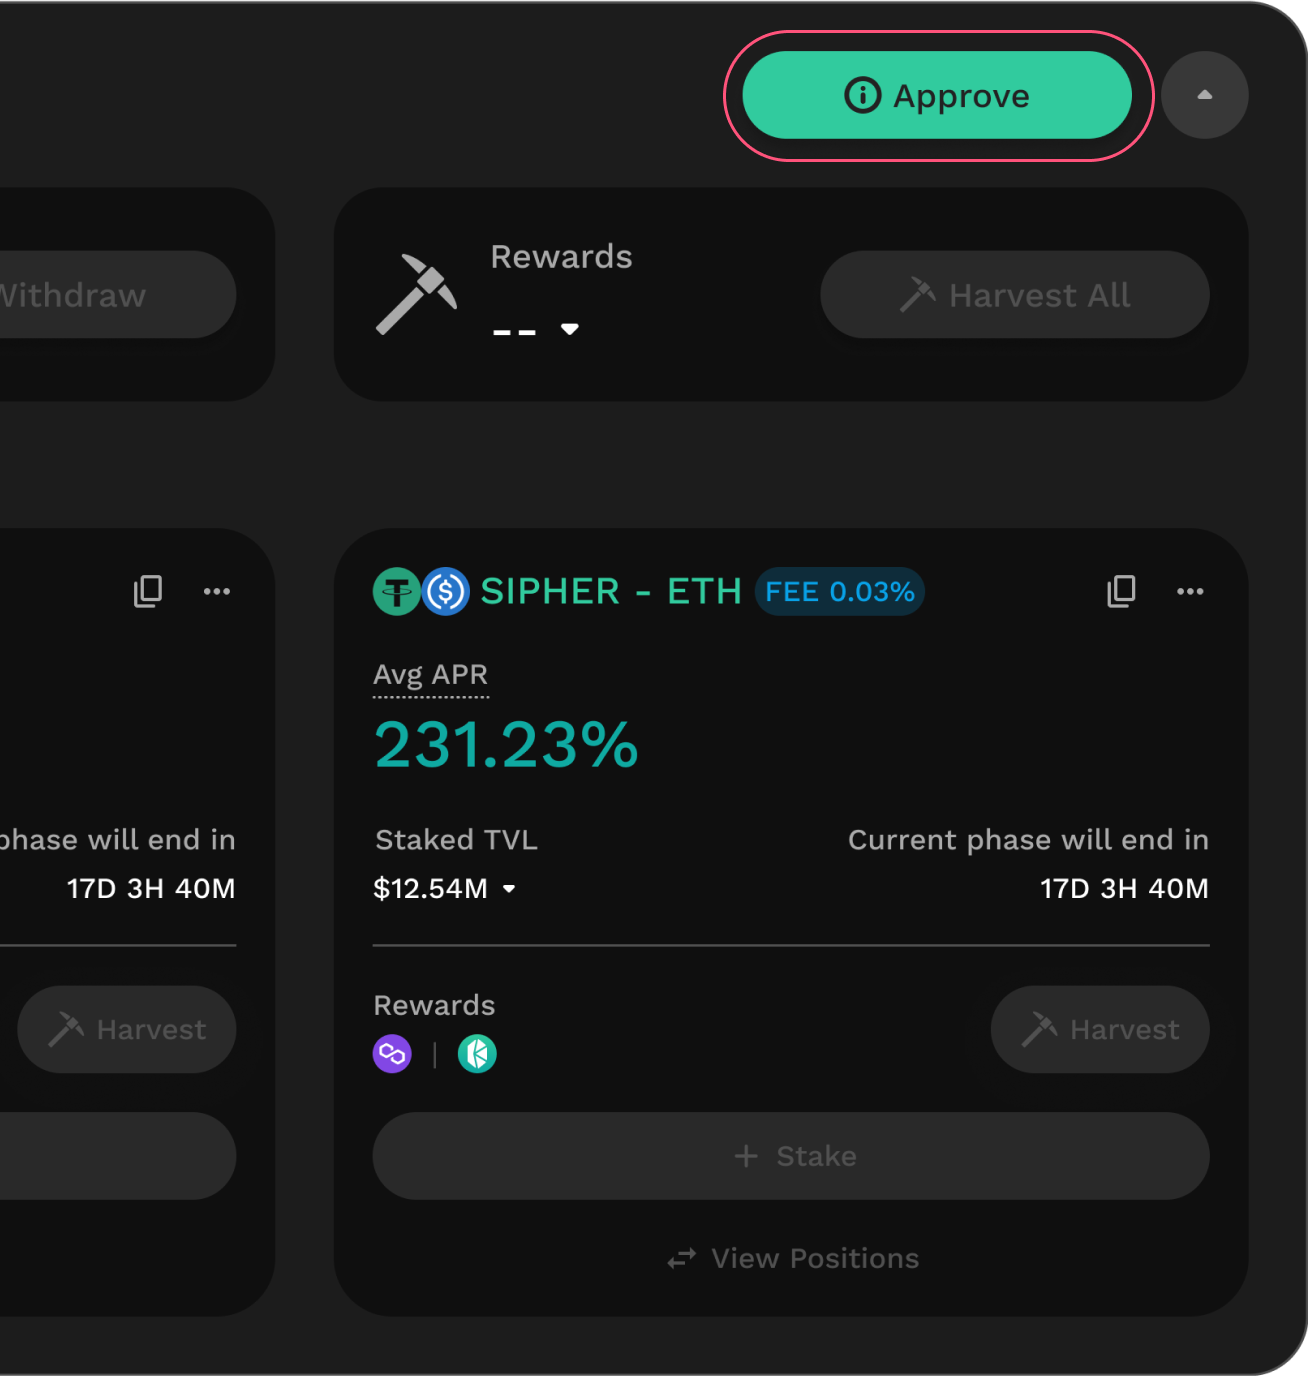 Approve
Withdraw
Rewards
--
Harvest All
SIPHER - ETH FEE 0.03%
Avg APR
231.23%
phase will end in
17D 3H 40M
Staked TVL
Current phase will end in
$12.54M
17D 3H 40M
Harvest
Rewards
Harvest
+ Stake
View Positions